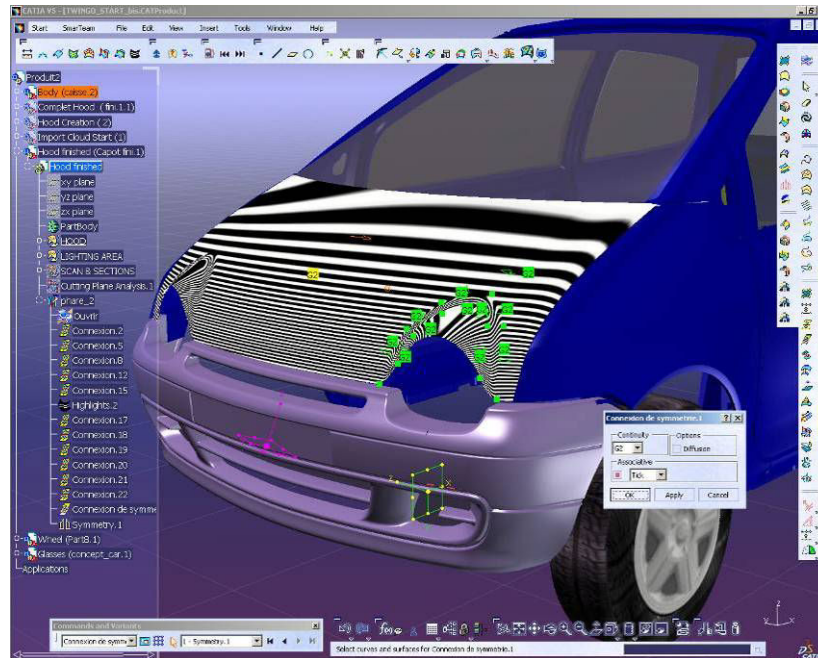 CATIA V5 - [TWINGO_START_bis.CATProduct]
Start SmarTeam File Edit View Insert Tools Window Help
Produit2
Body (caisse.2)
Complet Hood ( fini.1.1)
Hood Creation ( 2)
Import Cloud Start (1)
Hood finished (Capot fini.1)
Hood finished
xy plane
yz plane
zx plane
PartBody
HOOD
LIGHTING AREA
SCAN & SECTIONS
Cutting Plane Analysis.1
phare_2
Ouvrir
Connexion.2
Connexion.5
Connexion.8
Connexion.12
Connexion.15
Highlights.2
Connexion.17
Connexion.18
Connexion.19
Connexion.20
Connexion.21
Connexion.22
Connexion de symme
Symmetry.1
Wheel (Part8.1)
Glasses (concept_car.1)
Applications
G2
G2
Connexion de symmetrie.1
Continuity Options
G2 Diffusion
Associative
Tick
OK Apply Cancel
z
x
Commands and Variants
Connexion de symm 1 - Symmetry.1
Select curves and surfaces for Connexion de symmetrie.1